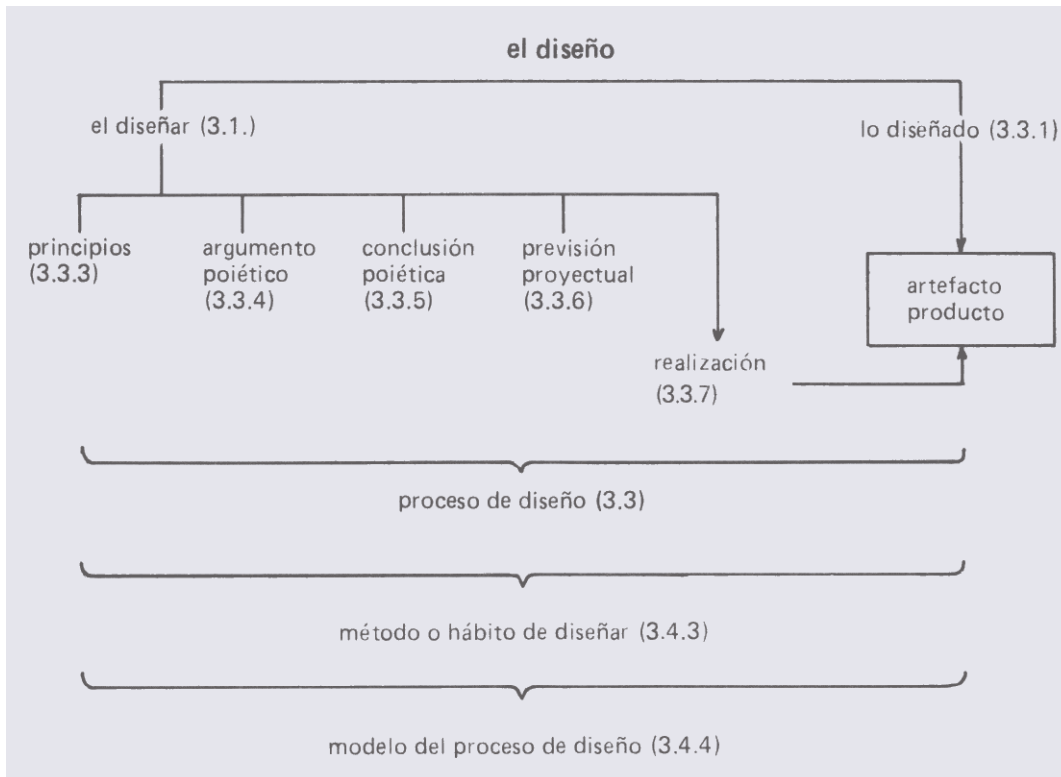 el diseño
el diseñar (3.1.)
lo diseñado (3.3.1)
principios
(3.3.3)
argumento
poiético
(3.3.4)
conclusión
poiética
(3.3.5)
previsión
proyectual
(3.3.6)
artefacto
producto
realización
(3.3.7)
proceso de diseño (3.3)
método o hábito de diseñar (3.4.3)
modelo del proceso de diseño (3.4.4)